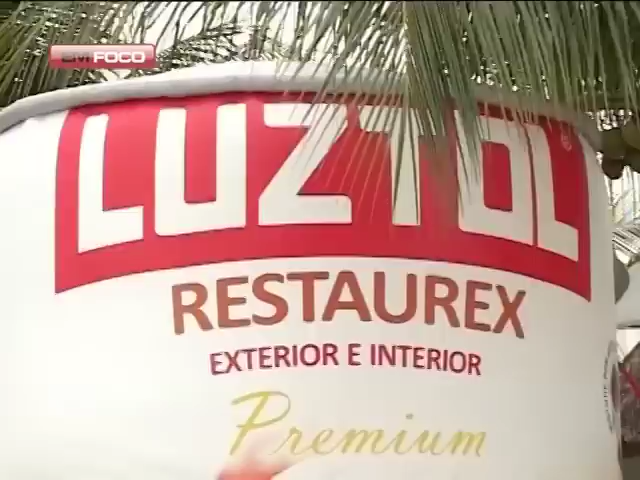 EM FOCO
LUZTOL®
RESTAUREX
EXTERIOR E INTERIOR
Premium